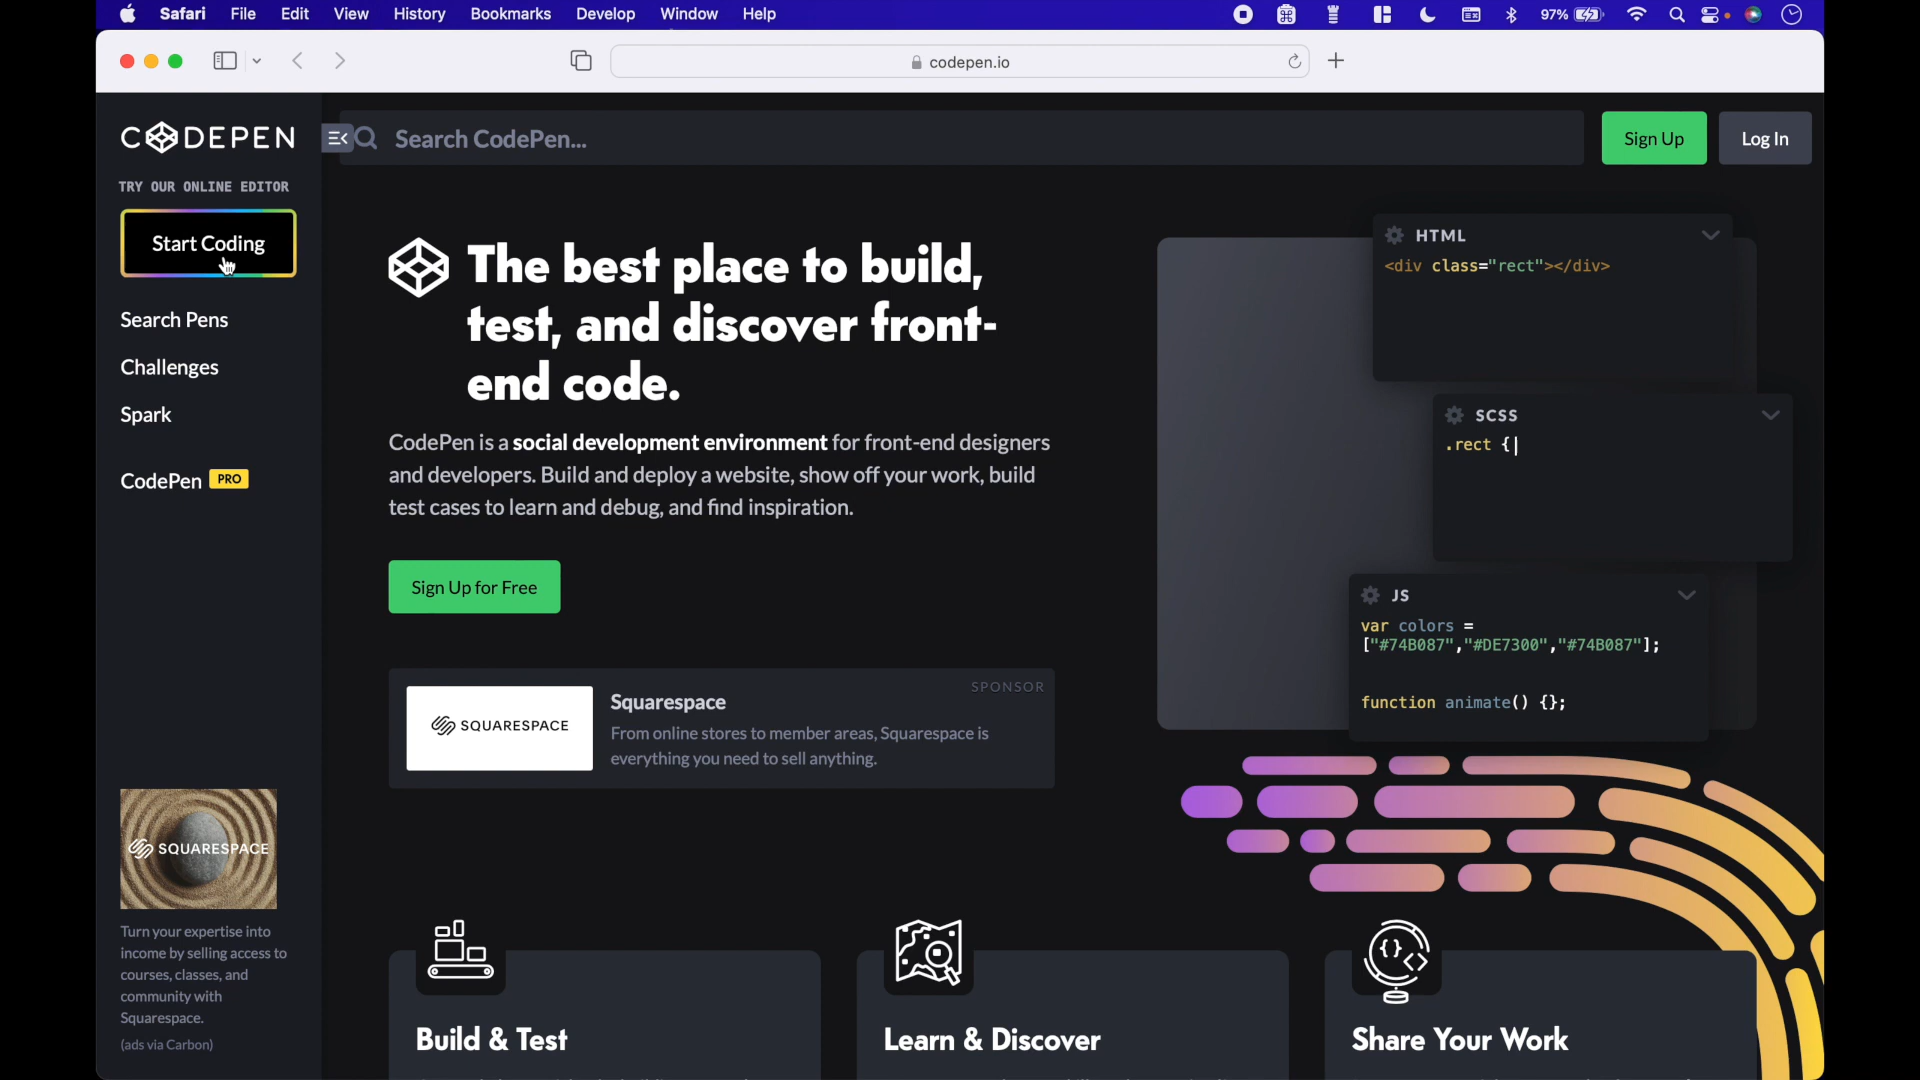 Safari File Edit View History Bookmarks Develop Window Help 97%
codepen.io
CODEPEN
Search CodePen...
Sign Up
Log In
TRY OUR ONLINE EDITOR
Start Coding
Search Pens
Challenges
Spark
CodePen PRO
The best place to build,
test, and discover front-
end code.
CodePen is a social development environment for front-end designers
and developers. Build and deploy a website, show off your work, build
test cases to learn and debug, and find inspiration.
Sign Up for Free
SPONSOR
SQUARESPACE
Squarespace
From online stores to member areas, Squarespace is
everything you need to sell anything.
HTML
<div class="rect"></div>
SCSS
.rect {
JS
var colors =
["#74B087","#DE7300","#74B087"];
function animate() {};
SQUARESPACE
Turn your expertise into
income by selling access to
courses, classes, and
community with
Squarespace.
(ads via Carbon)
Build & Test
Learn & Discover
Share Your Work